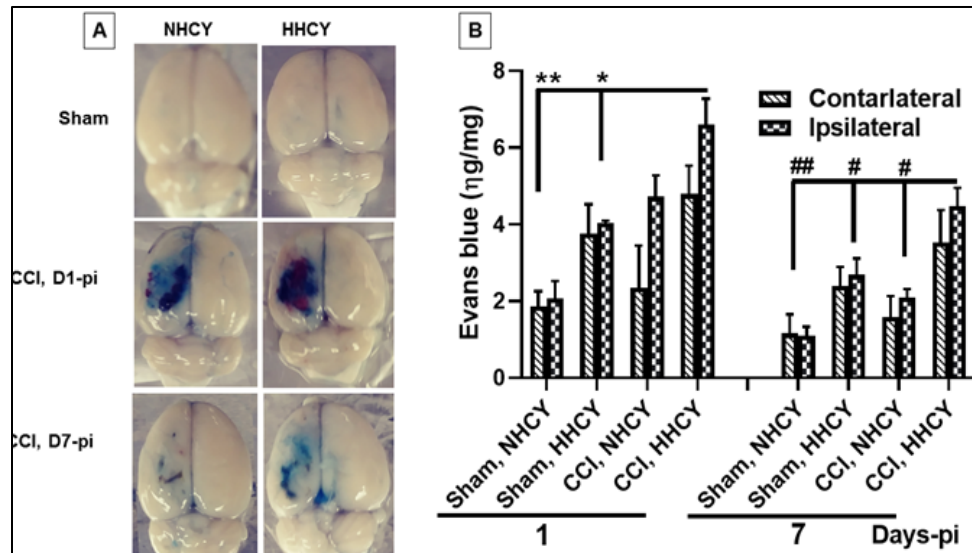 A
NHCY
HHCY
Sham
CCI, D1-pi
CCI, D7-pi
B
8
6
4
2
0
Evans blue (ηg/mg)
** *
Contarlateral
Ipsilateral
## # #
Sham, NHCY
Sham, HHCY
CCI, NHCY
CCI, HHCY
Sham, NHCY
Sham, HHCY
CCI, NHCY
CCI, HHCY
1
7
Days-pi